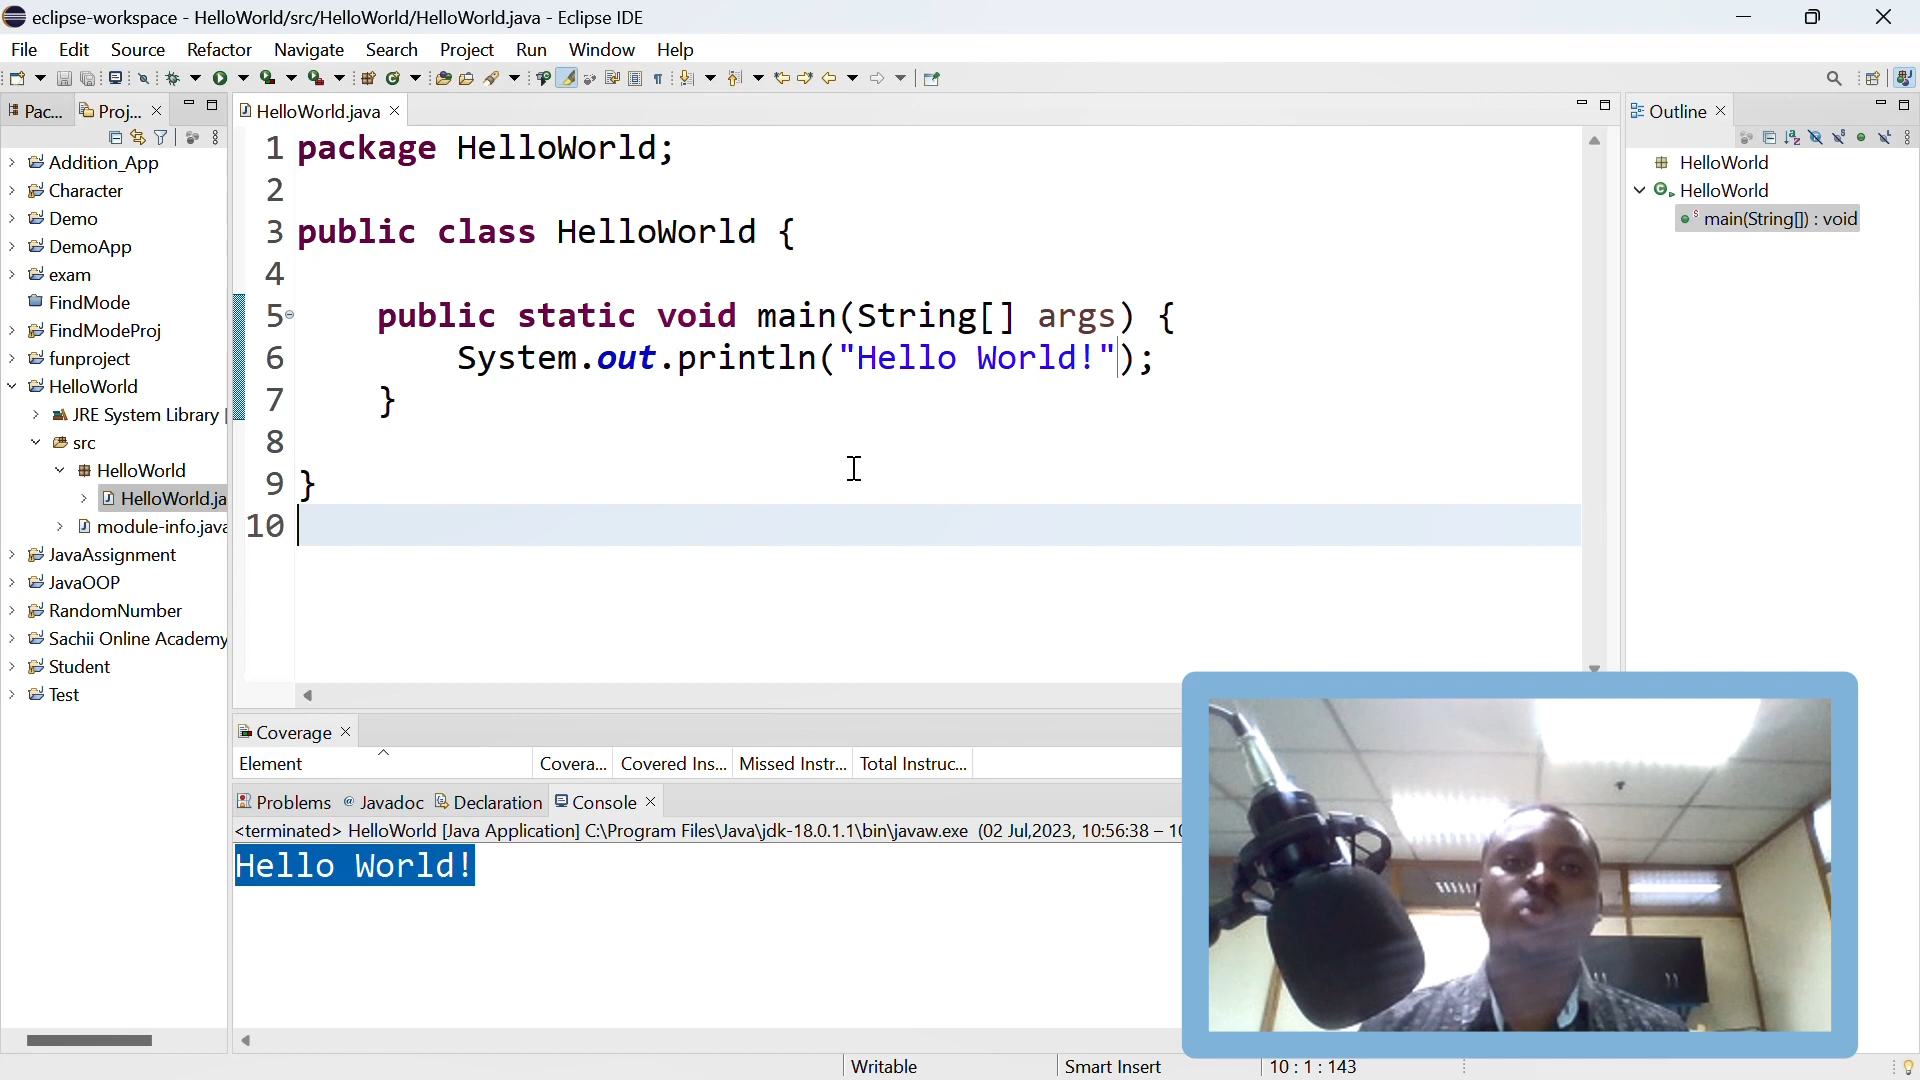 eclipse-workspace - HelloWorld/src/HelloWorld/HelloWorld.java - Eclipse IDE
File Edit Source Refactor Navigate Search Project Run Window Help
Pac... Proj... HelloWorld.java Outline
Addition_App
Character
Demo
DemoApp
exam
FindMode
FindModeProj
funproject
HelloWorld
JRE System Library
src
HelloWorld
HelloWorld.ja
module-info.java
JavaAssignment
JavaOOP
RandomNumber
Sachii Online Academy
Student
Test
1 package HelloWorld;
2
3 public class HelloWorld {
4
5 public static void main(String[] args) {
6 System.out.println("Hello World!");
7 }
8
9 }
10
HelloWorld
HelloWorld
main(String[]) : void
Coverage
Element Covera... Covered Ins... Missed Instr... Total Instruc...
Problems Javadoc Declaration Console
<terminated> HelloWorld [Java Application] C:\Program Files\Java\jdk-18.0.1.1\bin\javaw.exe (02 Jul,2023, 10:56:38 – 10
Hello World!
Writable Smart Insert 10 : 1 : 143